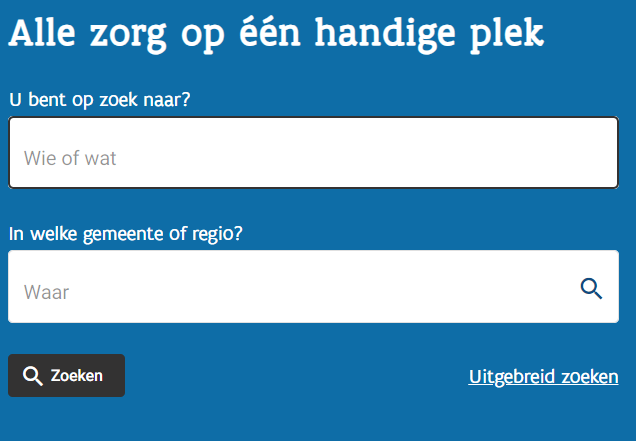 Alle zorg op één handige plek
U bent op zoek naar?
Wie of wat
In welke gemeente of regio?
Waar
Zoeken
Uitgebreid zoeken